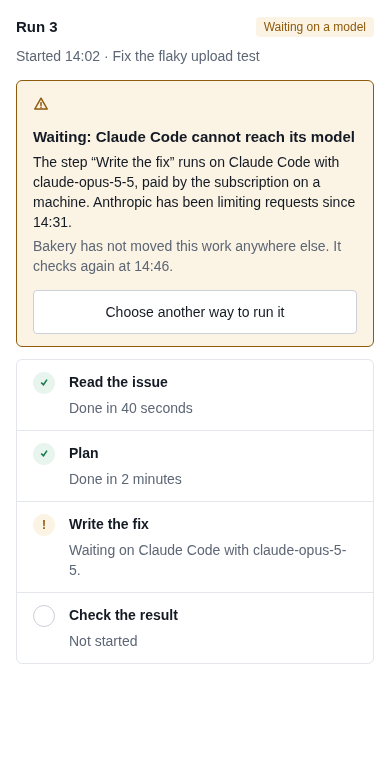 Run 3
Waiting on a model
Started 14:02 · Fix the flaky upload test
Waiting: Claude Code cannot reach its model
The step “Write the fix” runs on Claude Code with
claude-opus-5-5, paid by the subscription on a
machine. Anthropic has been limiting requests since
14:31.
Bakery has not moved this work anywhere else. It
checks again at 14:46.
Choose another way to run it
Read the issue
Done in 40 seconds
Plan
Done in 2 minutes
!
Write the fix
Waiting on Claude Code with claude-opus-5-
5.
Check the result
Not started